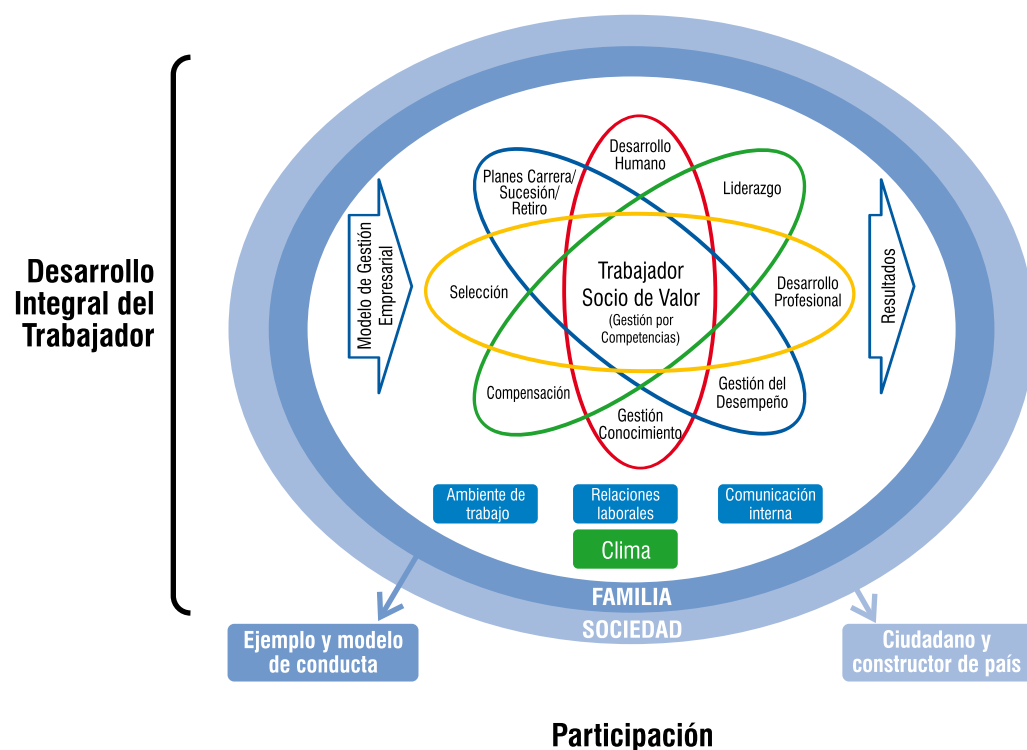 Desarrollo
Integral del
Trabajador
Modelo de Gestión
Empresarial
Planes Carrera/
Sucesión/
Retiro
Desarrollo
Humano
Liderazgo
Selección
Trabajador
Socio de Valor
(Gestión por
Competencias)
Desarrollo
Profesional
Resultados
Compensación
Gestión
Conocimiento
Gestión del
Desempeño
Ambiente de
trabajo
Relaciones
laborales
Comunicación
interna
Clima
FAMILIA
SOCIEDAD
Ejemplo y modelo
de conducta
Ciudadano y
constructor de país
Participación